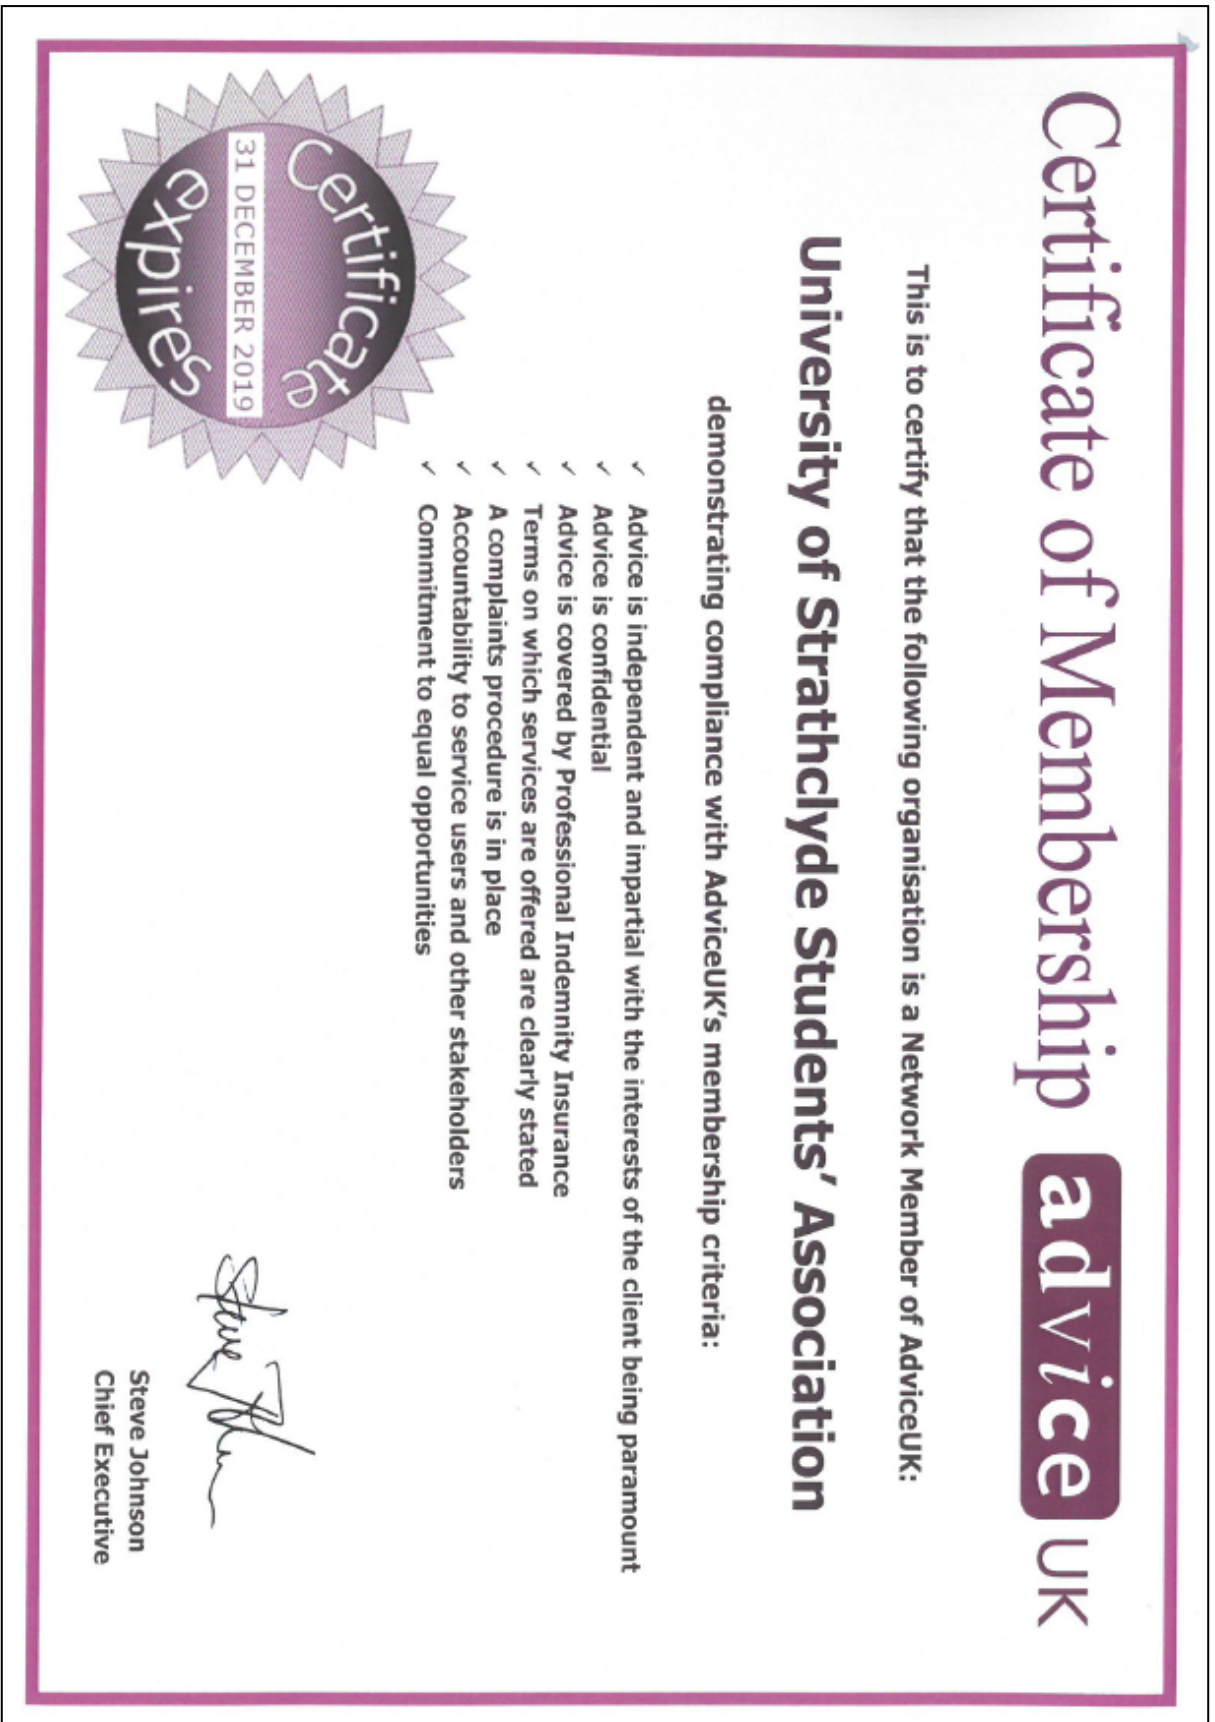 Certificate of Membership advice UK
This is to certify that the following organisation is a Network Member of AdviceUK:
University of Strathclyde Students’ Association
demonstrating compliance with AdviceUK’s membership criteria:
✓ Advice is independent and impartial with the interests of the client being paramount
✓ Advice is confidential
✓ Advice is covered by Professional Indemnity Insurance
✓ Terms on which services are offered are clearly stated
✓ A complaints procedure is in place
✓ Accountability to service users and other stakeholders
✓ Commitment to equal opportunities
Certificate
31 DECEMBER 2019
expires
Steve Johnson
Chief Executive